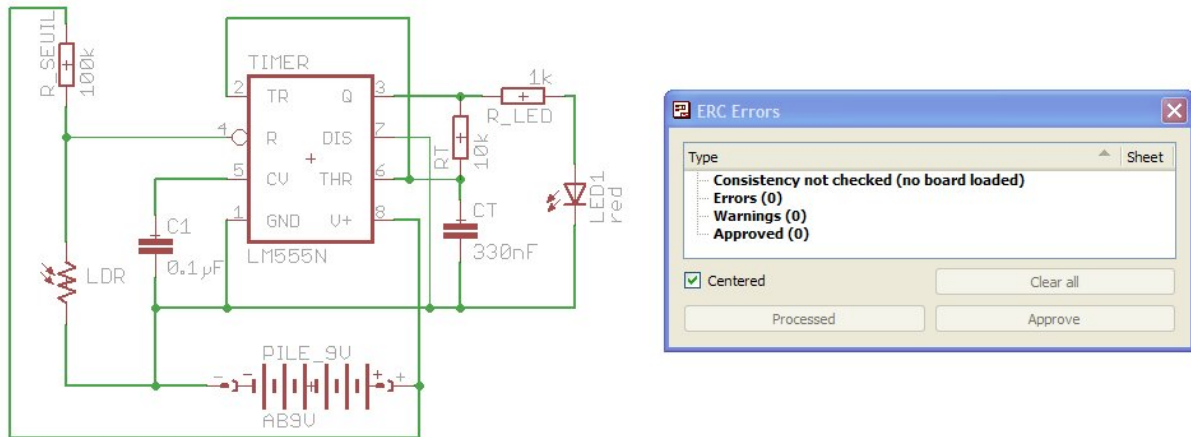 R_SEUIL
100k
TIMER
2 TR Q 3
4 R DIS 7
5 CV THR 6
1 GND V+ 8
LM555N
1k
R_LED
RT
10k
LED1
red
C1
0.1µF
CT
330nF
LDR
PILE_9V
- - + +
AB9V
ERC Errors
Type Sheet
Consistency not checked (no board loaded)
Errors (0)
Warnings (0)
Approved (0)
Centered Clear all
Processed Approve